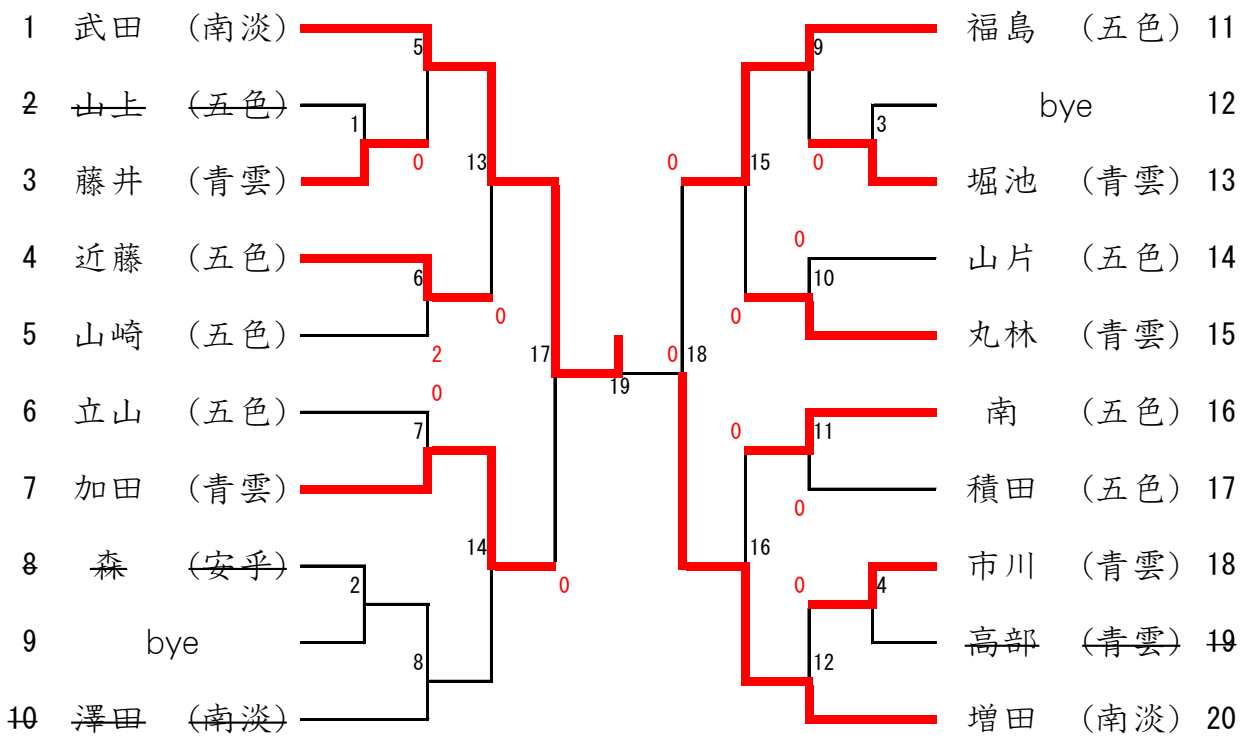 1 武田 (南淡)
2 山上 (五色)
3 藤井 (青雲)
4 近藤 (五色)
5 山崎 (五色)
6 立山 (五色)
7 加田 (青雲)
8 森 (安乎)
9 bye
10 澤田 (南淡)
5
1
0
13
6
0
2
17
0
7
14
0
2
8
19
9
3
0
15
0
0
10
0
0
18
0
11
0
16
0
4
12
福島 (五色) 11
bye 12
堀池 (青雲) 13
山片 (五色) 14
丸林 (青雲) 15
南 (五色) 16
積田 (五色) 17
市川 (青雲) 18
高部 (青雲) 19
増田 (南淡) 20